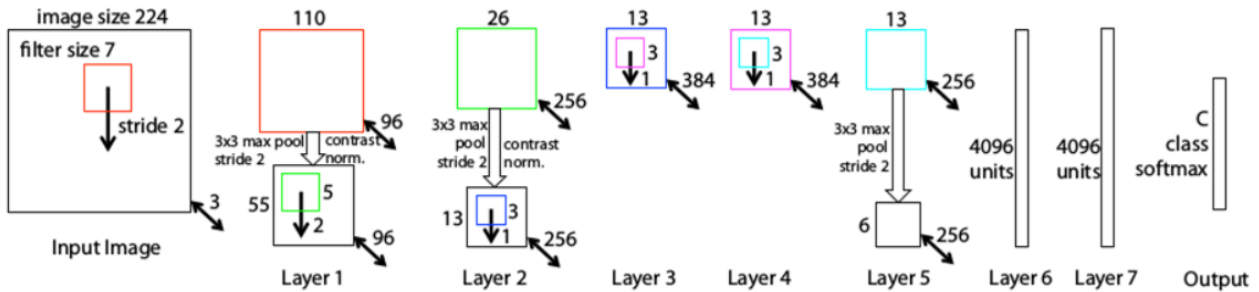 image size 224
filter size 7
stride 2
3
Input Image
110
96
3x3 max pool
stride 2
contrast
norm.
55
5
2
96
Layer 1
26
256
3x3 max
pool
stride 2
contrast
norm.
13
3
1
256
Layer 2
13
3
1
384
Layer 3
13
3
1
384
Layer 4
13
256
3x3 max
pool
stride 2
6
256
Layer 5
4096
units
Layer 6
4096
units
Layer 7
C
class
softmax
Output